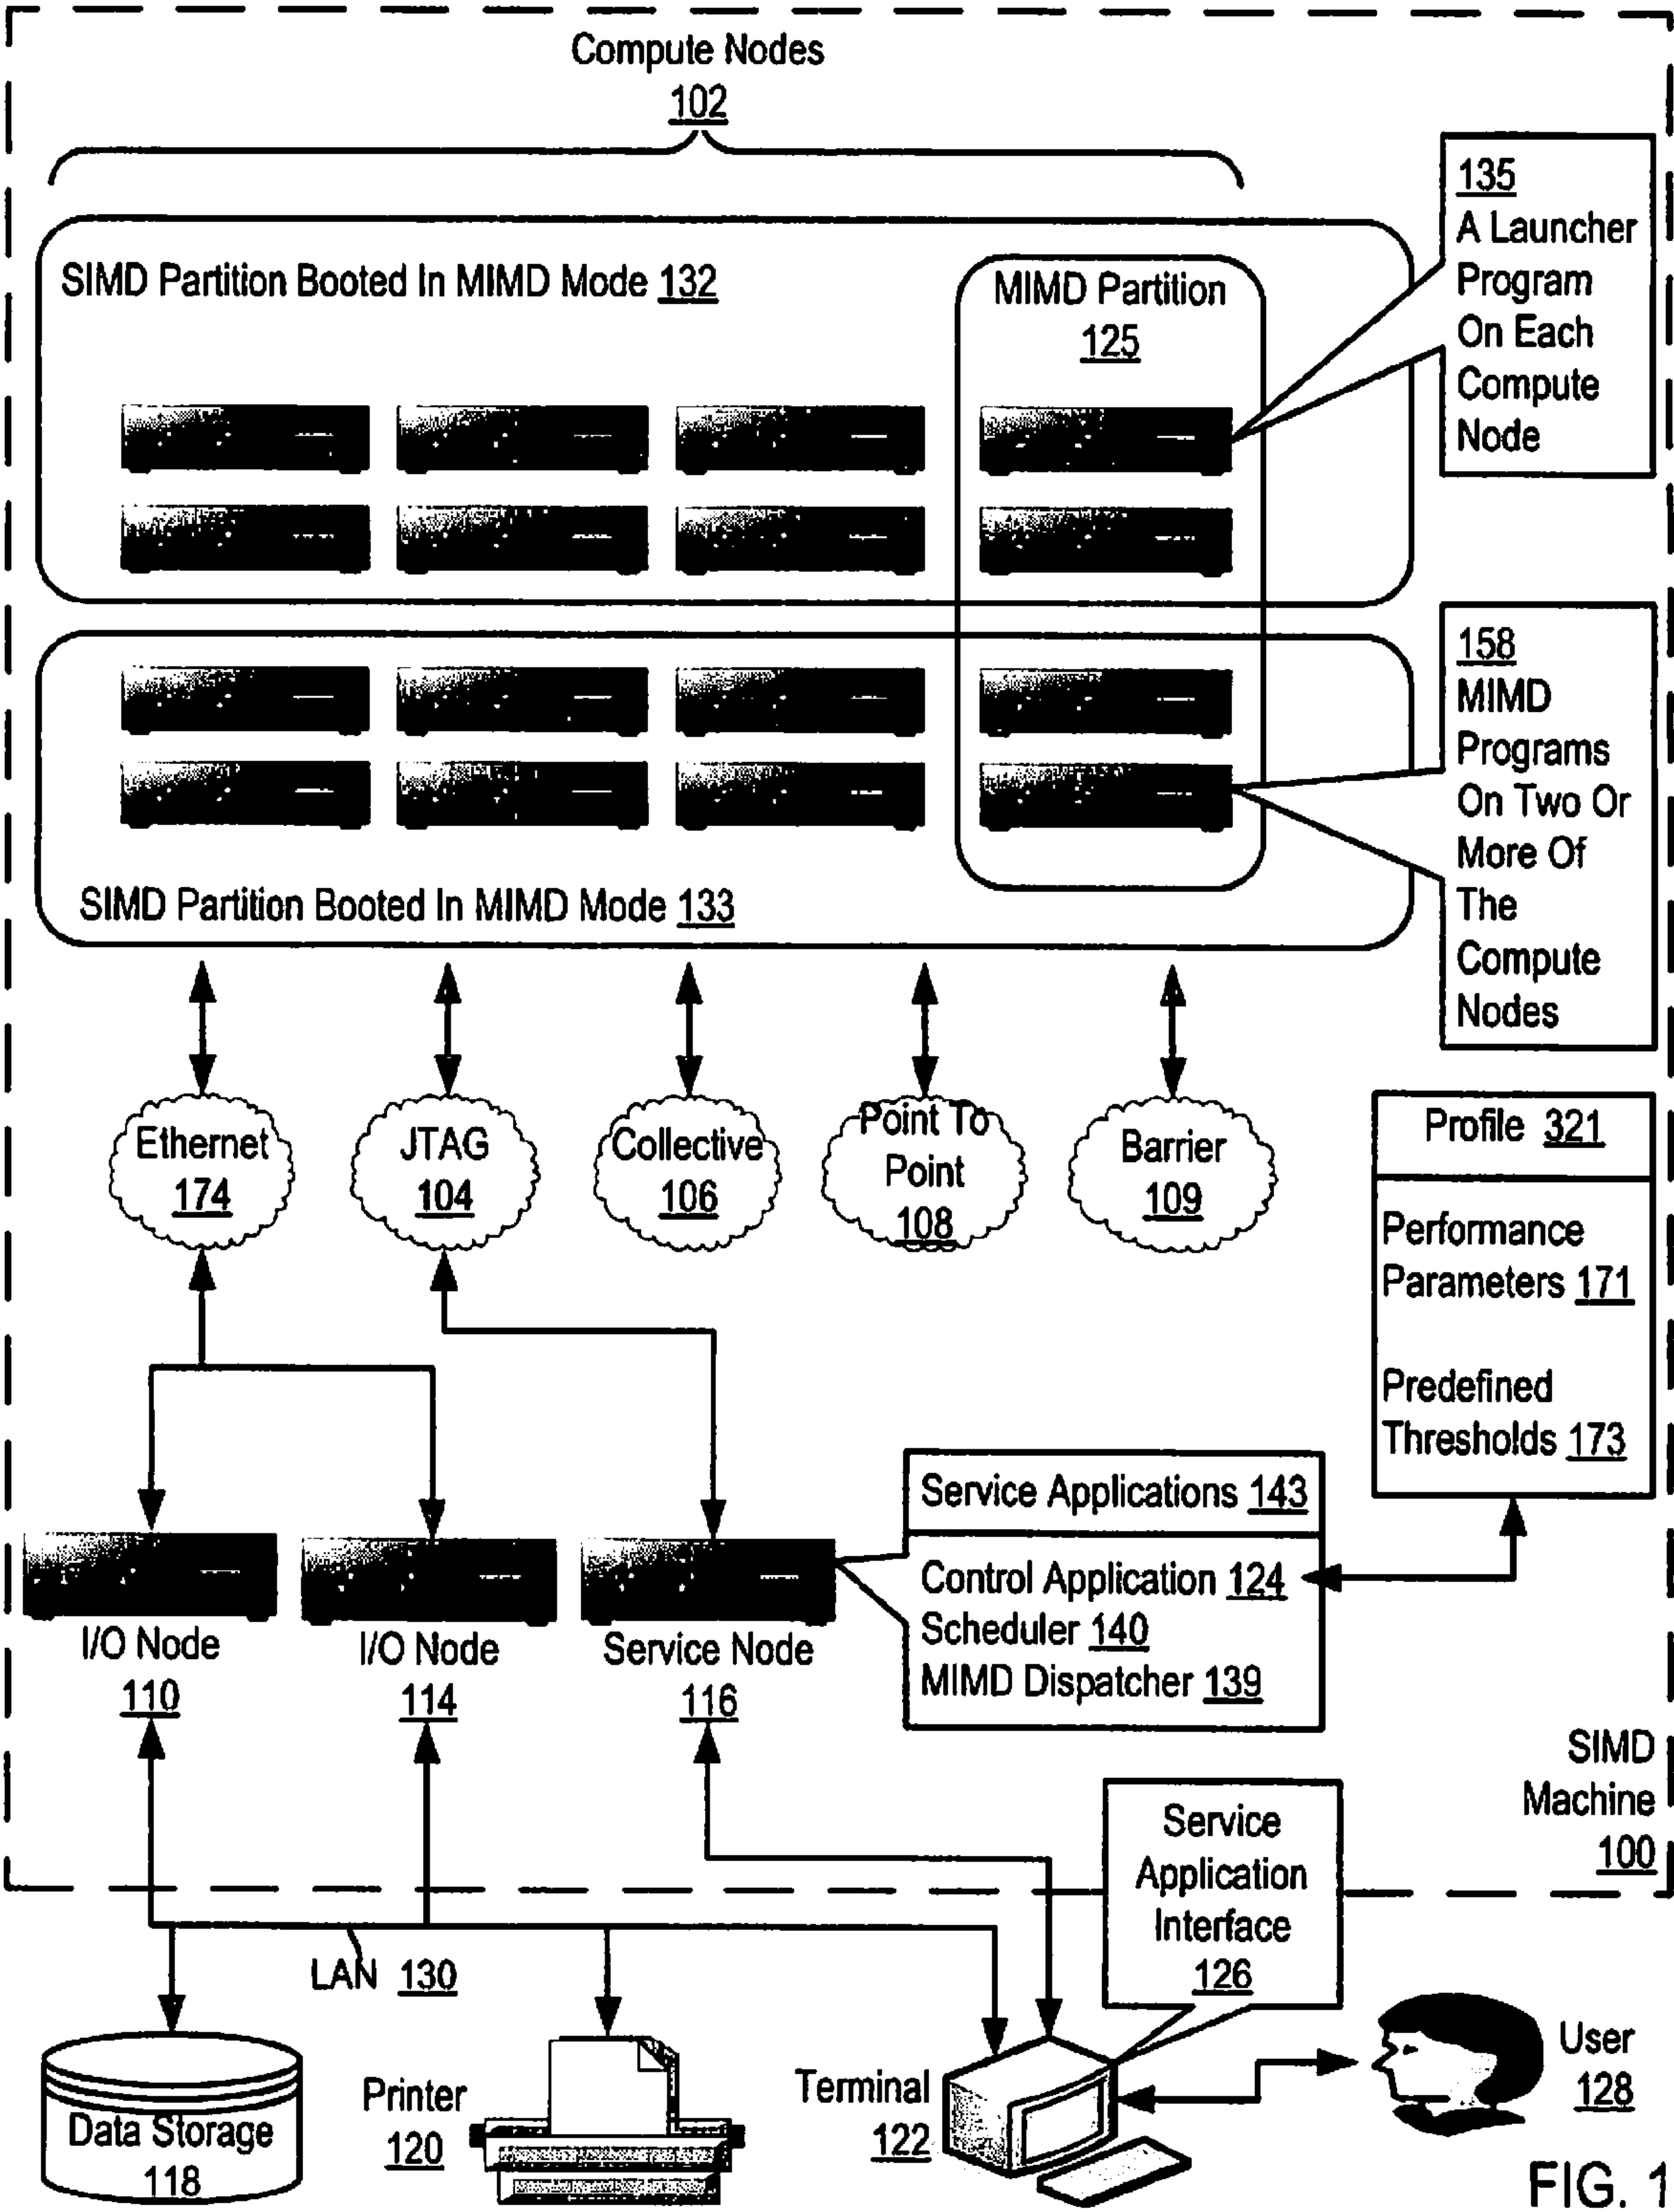 Compute Nodes
102
135
A Launcher
Program
On Each
Compute
Node
SIMD Partition Booted In MIMD Mode 132
MIMD Partition
125
158
MIMD
Programs
On Two Or
More Of
The
Compute
Nodes
SIMD Partition Booted In MIMD Mode 133
Ethernet
174
JTAG
104
Collective
106
Point To
Point
108
Barrier
109
Profile 321
Performance
Parameters 171
Predefined
Thresholds 173
Service Applications 143
Control Application 124
Scheduler 140
MIMD Dispatcher 139
I/O Node
110
I/O Node
114
Service Node
116
SIMD
Machine
100
Service
Application
Interface
126
LAN 130
Data Storage
118
Printer
120
Terminal
122
User
128
FIG. 1